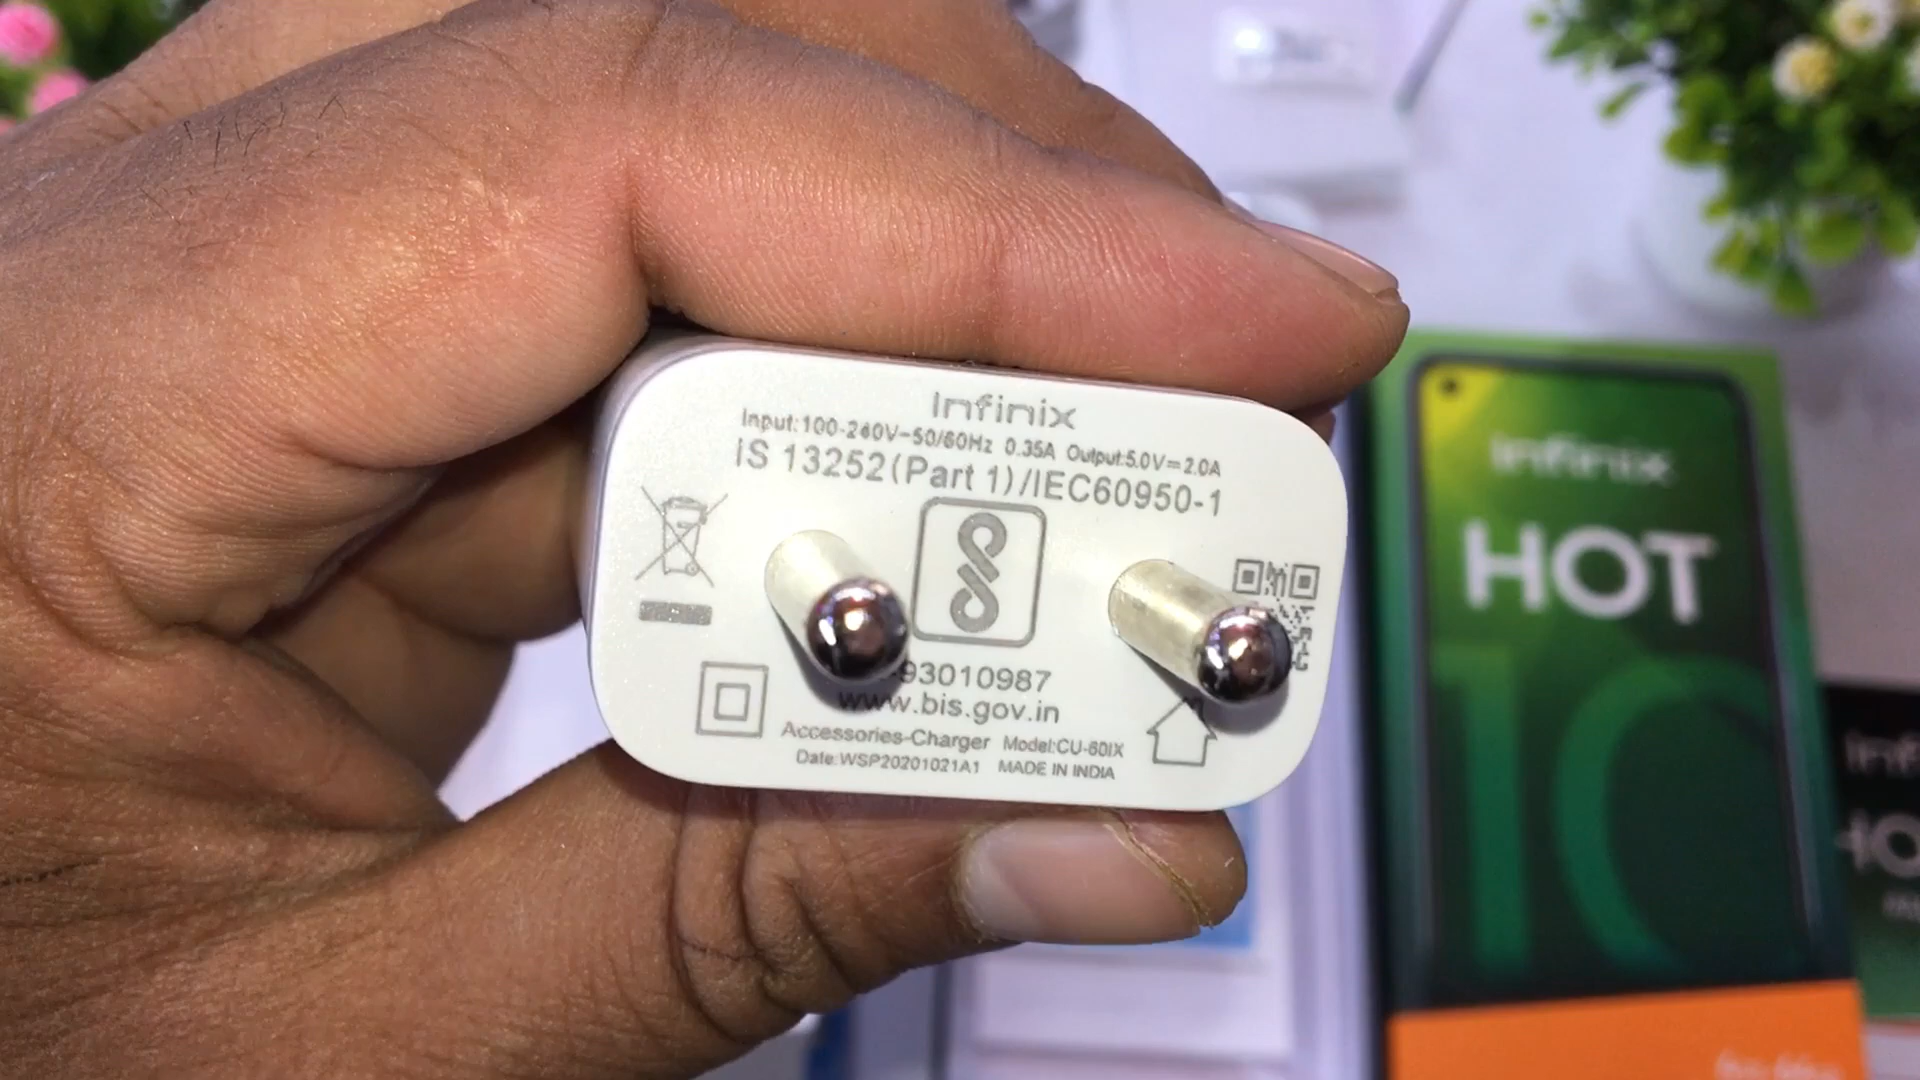 Infinix
Input:100-240V~50/60Hz 0.35A Output:5.0V=2.0A
IS 13252(Part 1)/IEC60950-1
93010987
www.bis.gov.in
Accessories-Charger Model:CU-60IX
Date:WSP20201021A1 MADE IN INDIA
Infinix
HOT
10